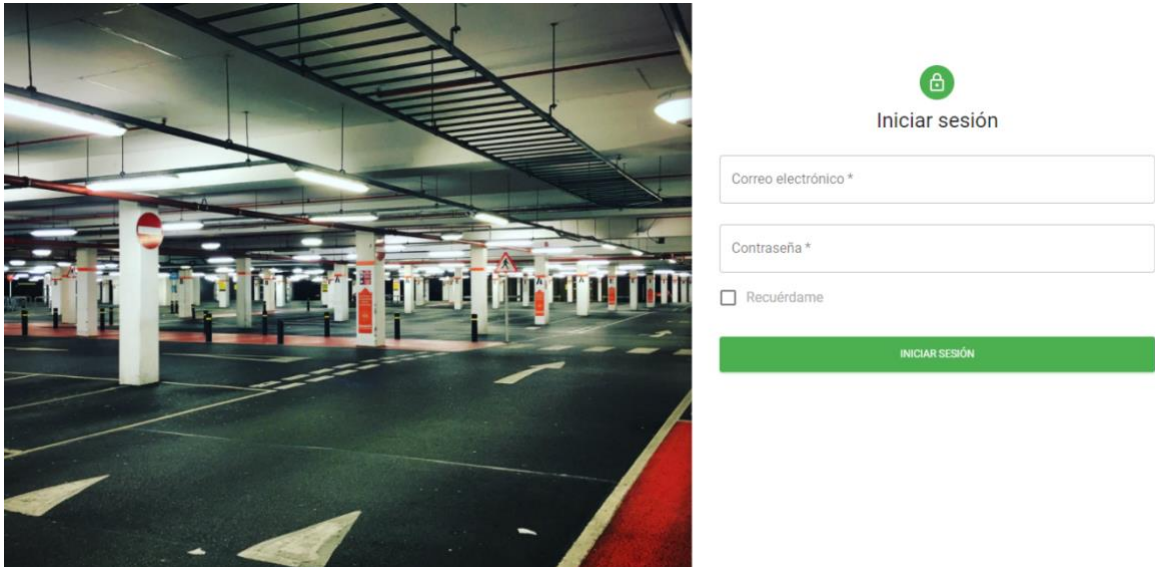 Iniciar sesión
Correo electrónico *
Contraseña *
Recuérdame
INICIAR SESIÓN